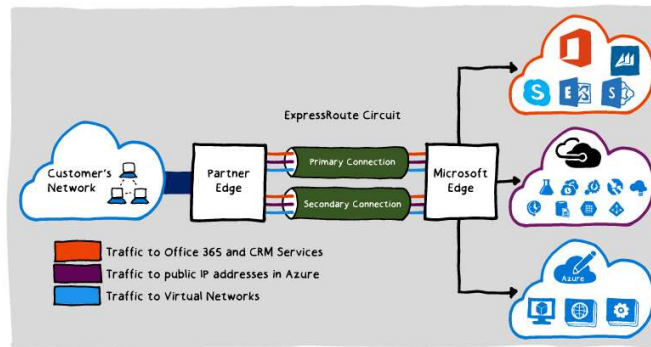 ExpressRoute Circuit
Customer's
Network
Partner
Edge
Primary Connection
Secondary Connection
Microsoft
Edge
Traffic to Office 365 and CRM Services
Traffic to public IP addresses in Azure
Traffic to Virtual Networks
S
E
S
Azure